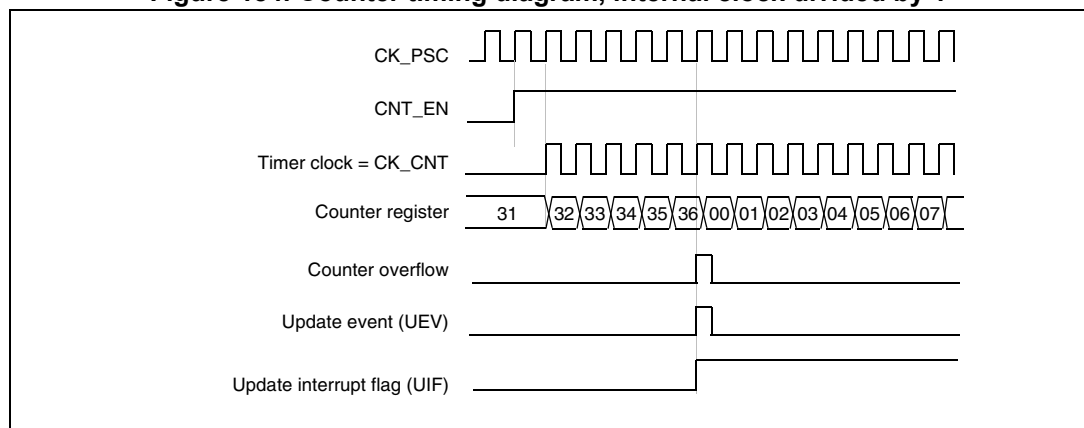 CK_PSC
CNT_EN
Timer clock = CK_CNT
Counter register 31 32 33 34 35 36 00 01 02 03 04 05 06 07
Counter overflow
Update event (UEV)
Update interrupt flag (UIF)